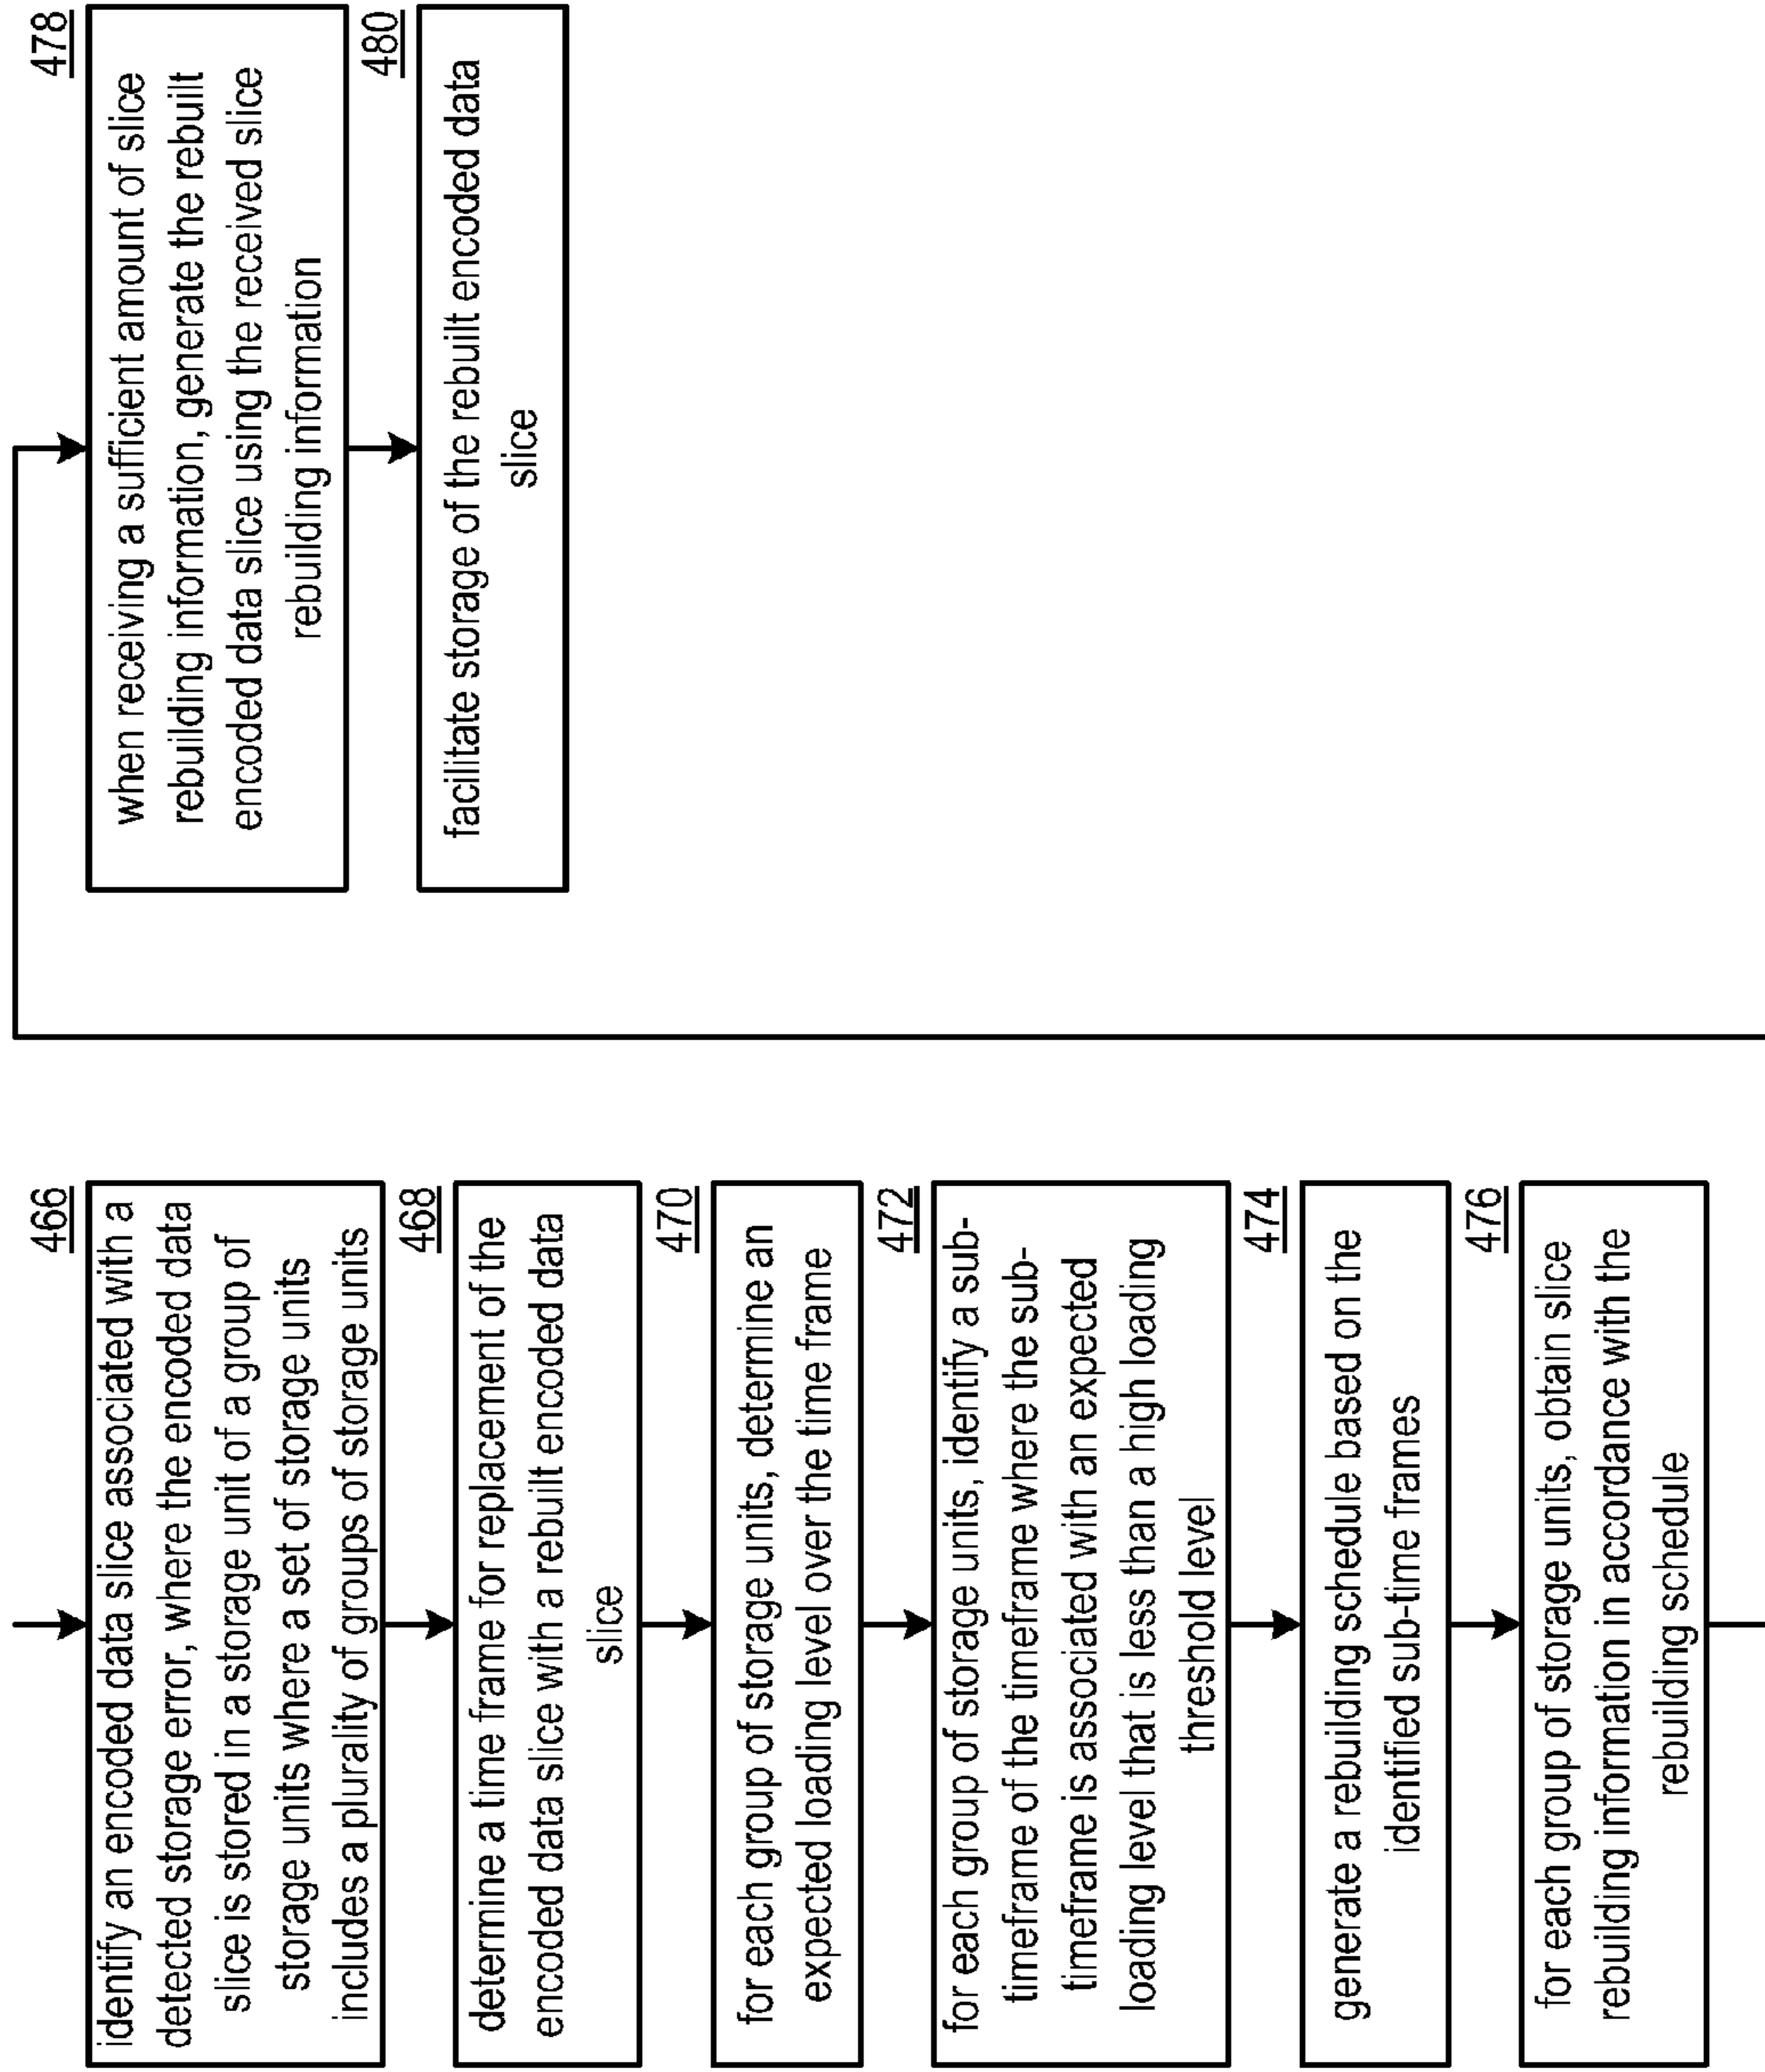 466
identify an encoded data slice associated with a
detected storage error, where the encoded data
slice is stored in a storage unit of a group of
storage units where a set of storage units
includes a plurality of groups of storage units
468
determine a time frame for replacement of the
encoded data slice with a rebuilt encoded data
slice
470
for each group of storage units, determine an
expected loading level over the time frame
472
for each group of storage units, identify a sub-
timeframe of the timeframe where the sub-
timeframe is associated with an expected
loading level that is less than a high loading
threshold level
474
generate a rebuilding schedule based on the
identified sub-time frames
476
for each group of storage units, obtain slice
rebuilding information in accordance with the
rebuilding schedule
478
when receiving a sufficient amount of slice
rebuilding information, generate the rebuilt
encoded data slice using the received slice
rebuilding information
480
facilitate storage of the rebuilt encoded data
slice